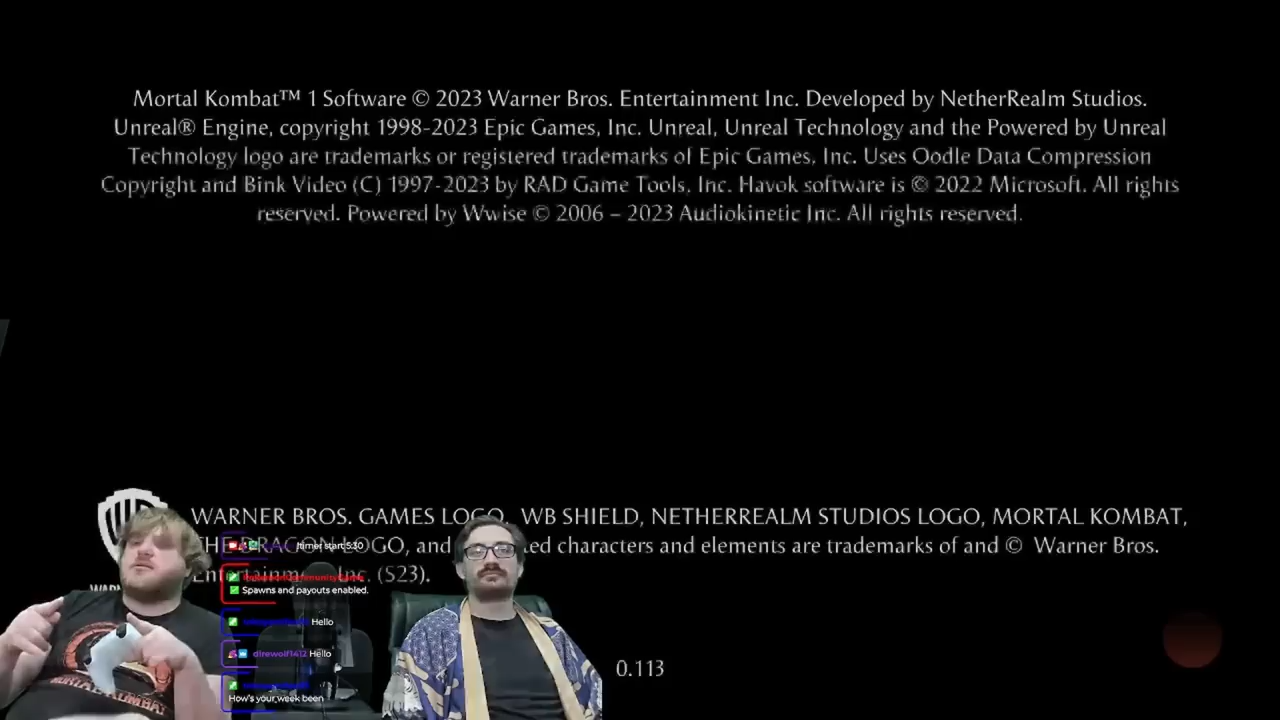 Mortal Kombat™ 1 Software © 2023 Warner Bros. Entertainment Inc. Developed by NetherRealm Studios.
Unreal® Engine, copyright 1998-2023 Epic Games, Inc. Unreal, Unreal Technology and the Powered by Unreal
Technology logo are trademarks or registered trademarks of Epic Games, Inc. Uses Oodle Data Compression
Copyright and Bink Video (C) 1997-2023 by RAD Game Tools, Inc. Havok software is © 2022 Microsoft. All rights
reserved. Powered by Wwise © 2006 – 2023 Audiokinetic Inc. All rights reserved.
WARNER BROS. GAMES LOGO, WB SHIELD, NETHERREALM STUDIOS LOGO, MORTAL KOMBAT,
DRAGON LOGO, and characters and elements are trademarks of and © Warner Bros.
Inc. (S23).
!timer start 5:30
Spawns and payouts enabled.
Hello
direwolf1412 Hello
How's your week been
0.113